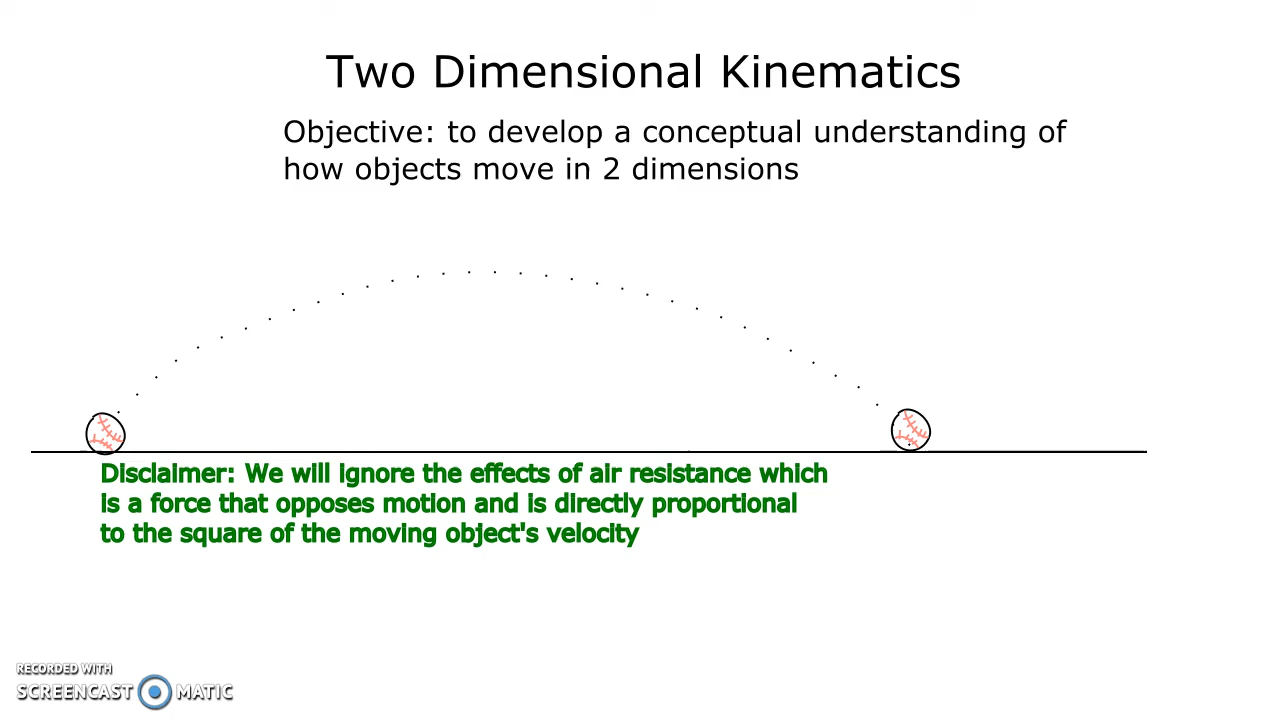 Two Dimensional Kinematics
Objective: to develop a conceptual understanding of
how objects move in 2 dimensions
Disclaimer: We will ignore the effects of air resistance which
is a force that opposes motion and is directly proportional
to the square of the moving object's velocity
RECORDED WITH
SCREENCAST MATIC